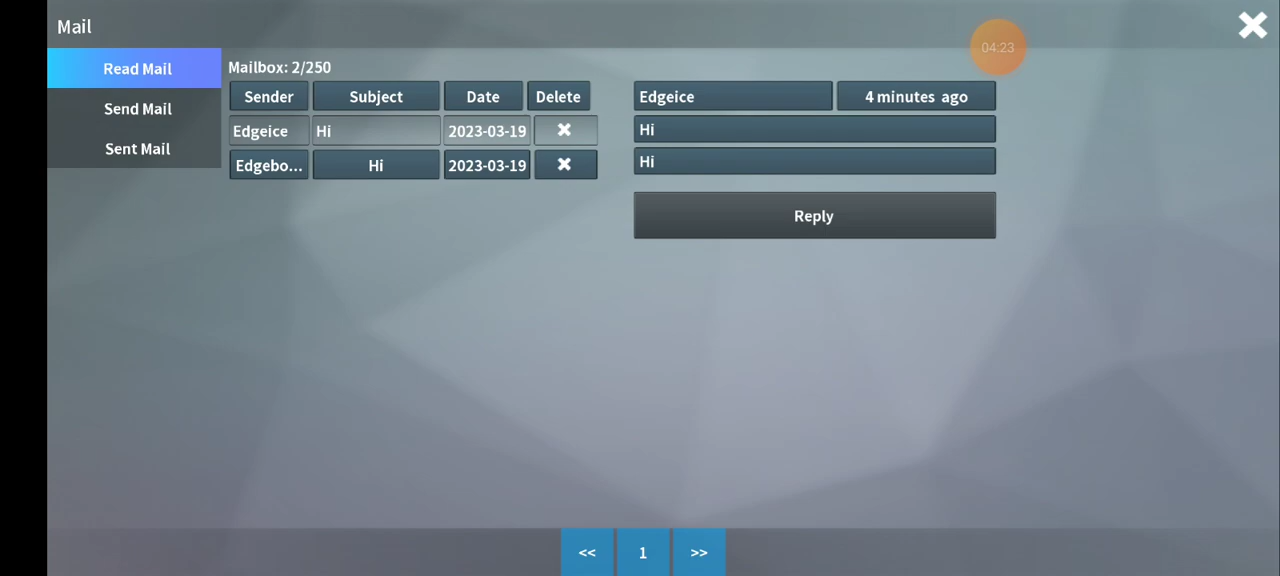 Mail
04:23
Read Mail
Send Mail
Sent Mail
Mailbox: 2/250
Sender Subject Date Delete
Edgeice Hi 2023-03-19
Edgebo... Hi 2023-03-19
Edgeice 4 minutes ago
Hi
Hi
Reply
<< 1 >>